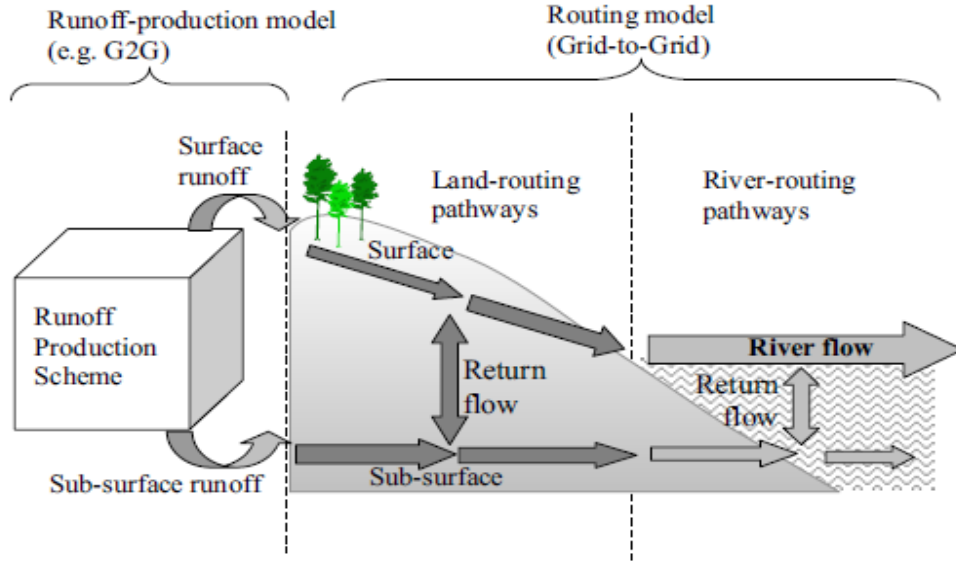 Runoff-production model
(e.g. G2G)
Routing model
(Grid-to-Grid)
Surface
runoff
Land-routing
pathways
River-routing
pathways
Surface
Runoff
Production
Scheme
River flow
Return
flow
Return
flow
Sub-surface runoff
Sub-surface